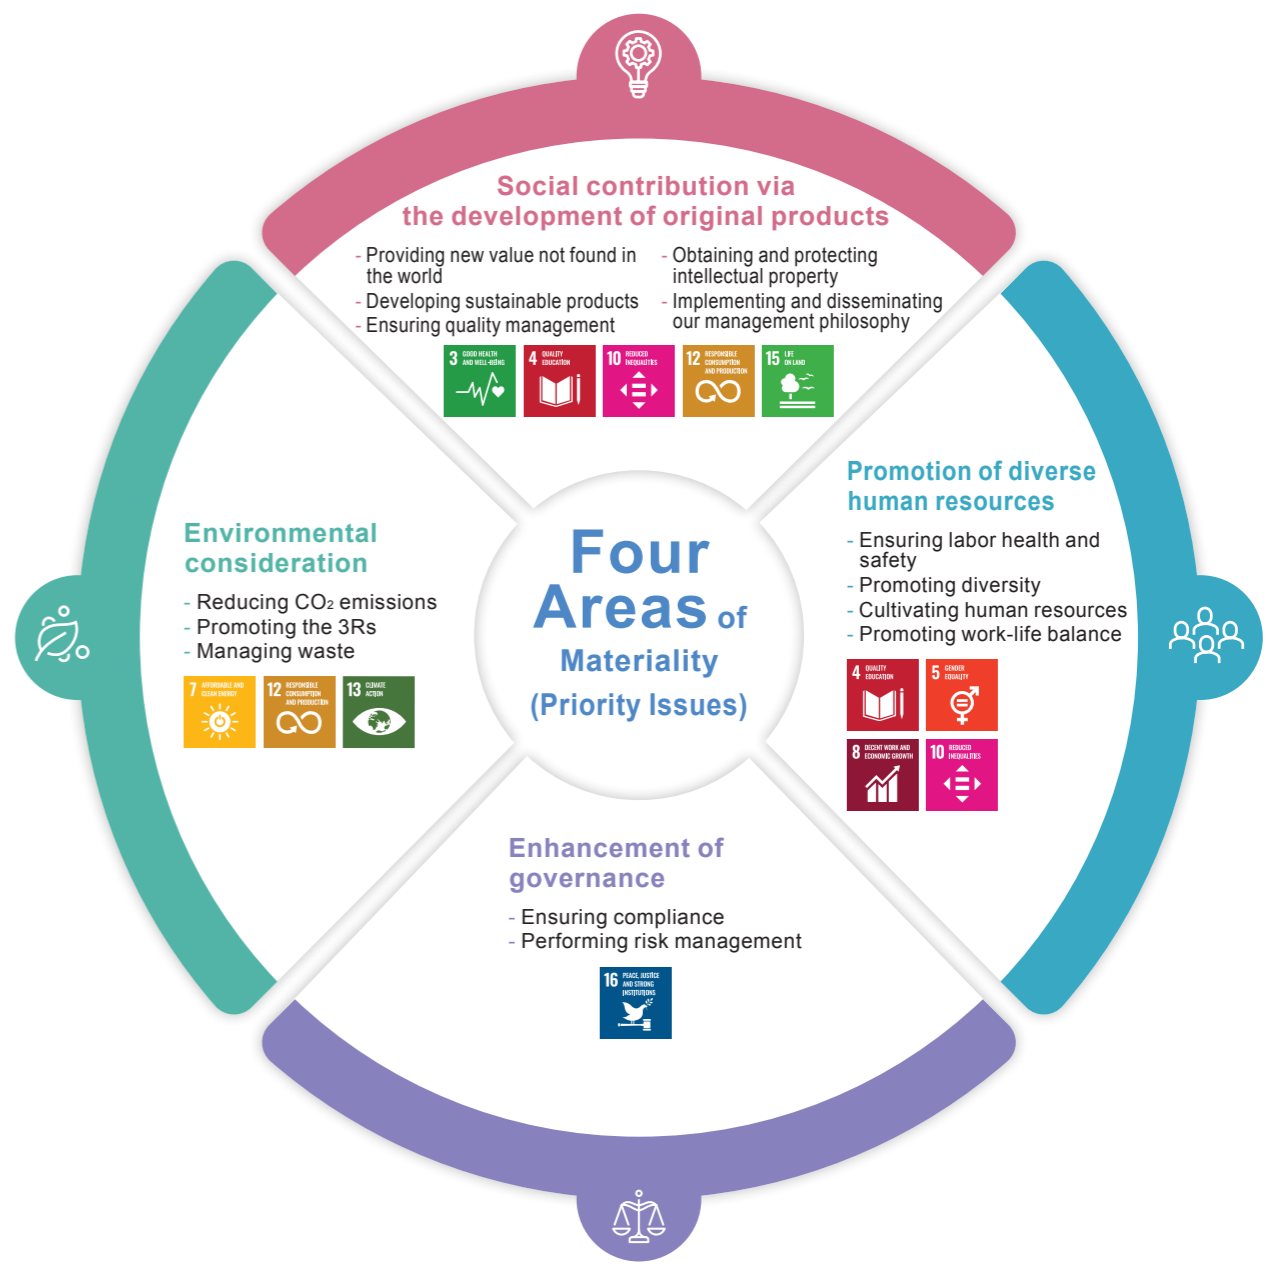 Social contribution via
the development of original products
- Providing new value not found in
the world
- Developing sustainable products
- Ensuring quality management
- Obtaining and protecting
intellectual property
- Implementing and disseminating
our management philosophy
3 GOOD HEALTH
AND WELL-BEING
4 QUALITY
EDUCATION
10 REDUCED
INEQUALITIES
12 RESPONSIBLE
CONSUMPTION
AND PRODUCTION
15 LIFE
ON LAND
Promotion of diverse
human resources
- Ensuring labor health and
safety
- Promoting diversity
- Cultivating human resources
- Promoting work-life balance
4 QUALITY
EDUCATION
5 GENDER
EQUALITY
8 DECENT WORK AND
ECONOMIC GROWTH
10 REDUCED
INEQUALITIES
Environmental
consideration
- Reducing CO2 emissions
- Promoting the 3Rs
- Managing waste
7 AFFORDABLE AND
CLEAN ENERGY
12 RESPONSIBLE
CONSUMPTION
AND PRODUCTION
13 CLIMATE
ACTION
Four
Areas of
Materiality
(Priority Issues)
Enhancement of
governance
- Ensuring compliance
- Performing risk management
16 PEACE, JUSTICE
AND STRONG
INSTITUTIONS